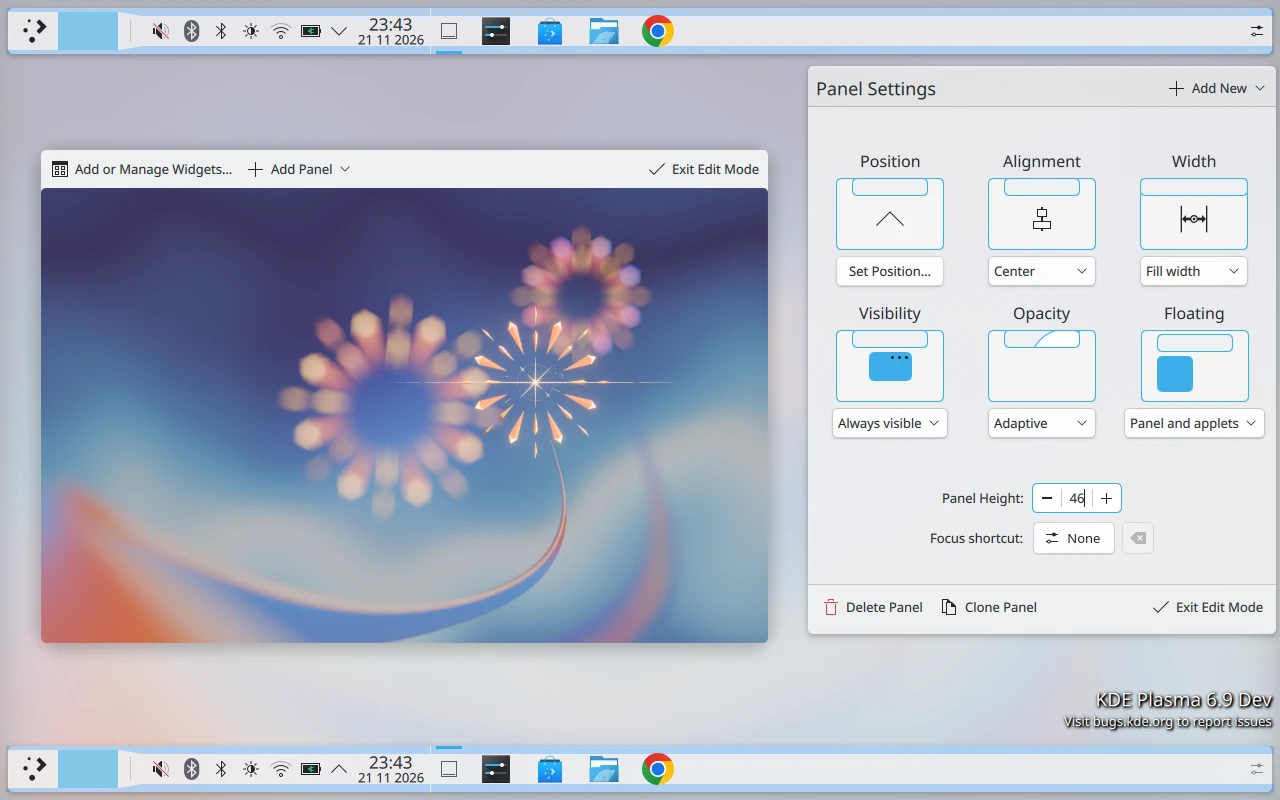 23:43
21 11 2026
Panel Settings
Add New
Add or Manage Widgets...
Add Panel
Exit Edit Mode
Position
Alignment
Width
Set Position...
Center
Fill width
Visibility
Opacity
Floating
Always visible
Adaptive
Panel and applets
Panel Height:
46
Focus shortcut:
None
Delete Panel
Clone Panel
Exit Edit Mode
KDE Plasma 6.9 Dev
Visit bugs.kde.org to report issues
23:43
21 11 2026